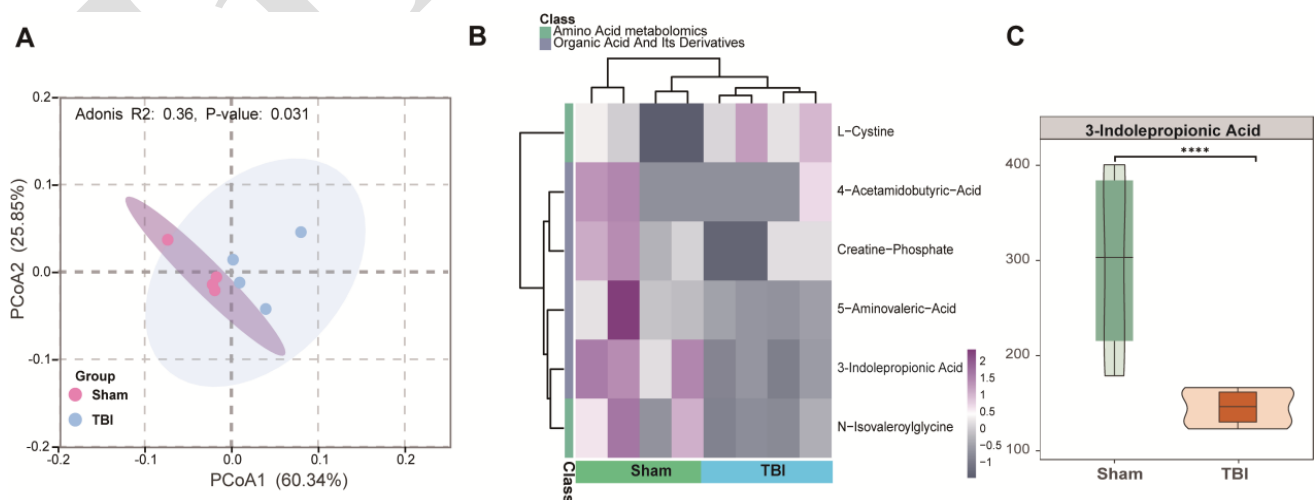 A
Adonis R2: 0.36, P-value: 0.031
0.2
0.1
0.0
-0.1
-0.2
PCoA2 (25.85%)
Group
Sham
TBI
-0.2
-0.1
0.0
0.1
0.2
PCoA1 (60.34%)
B
Class
Amino Acid metabolomics
Organic Acid And Its Derivatives
L-Cystine
4-Acetamidobutyric-Acid
Creatine-Phosphate
5-Aminovaleric-Acid
3-Indolepropionic Acid
N-Isovaleroylglycine
Class
Sham
TBI
2
1.5
1
0.5
0
-0.5
-1
C
3-Indolepropionic Acid
****
400
300
200
100
Sham
TBI